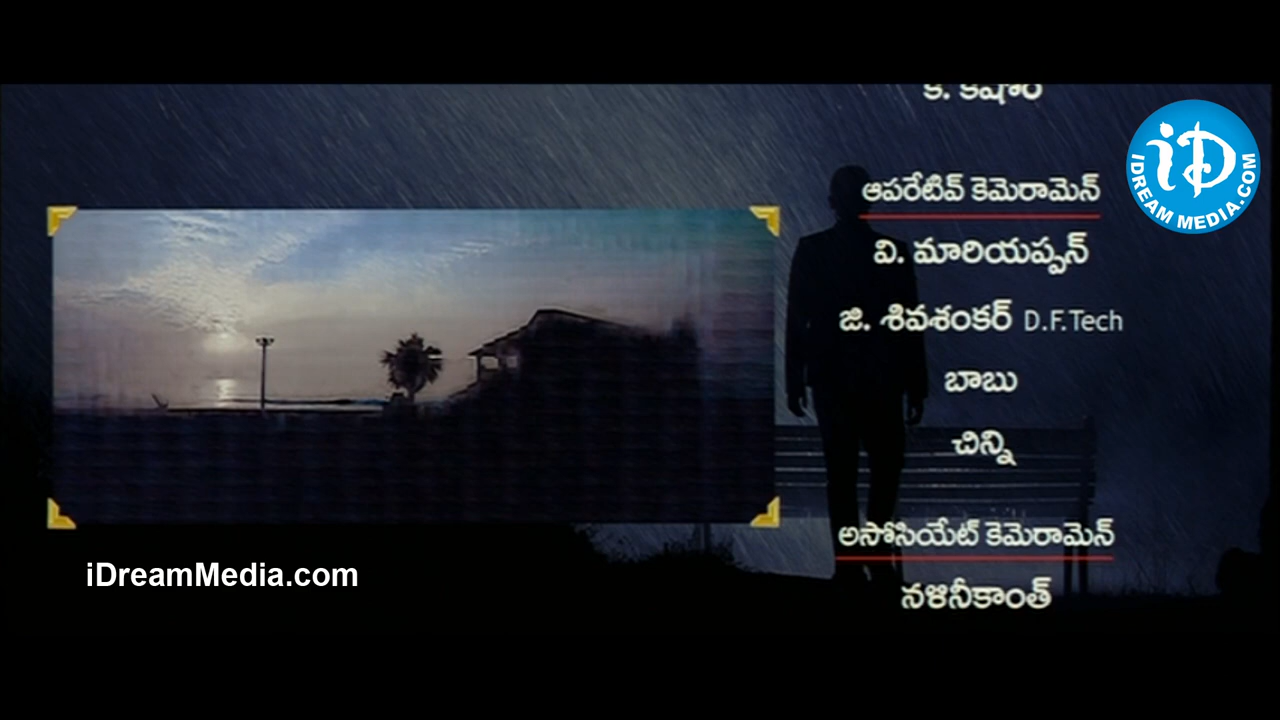 ఆపరేటివ్ కెమెరామెన్
వి. మారియప్పన్
జి. శివశంకర్ D.F.Tech
బాబు
చిన్ని
అసోసియేట్ కెమెరామెన్
నళినీకాంత్
iD
IDREAM MEDIA.COM
iDreamMedia.com